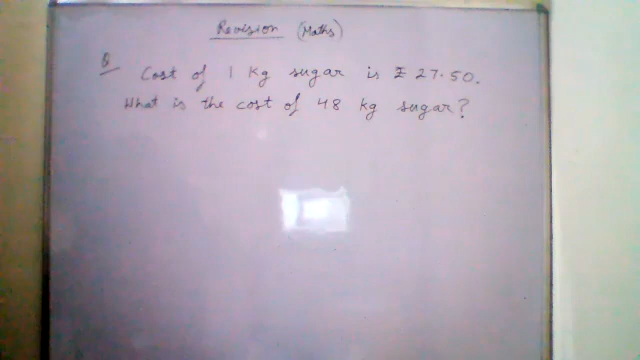 Revision (Maths)
Q Cost of 1 Kg sugar is ₹ 27.50.
What is the cost of 48 kg sugar?